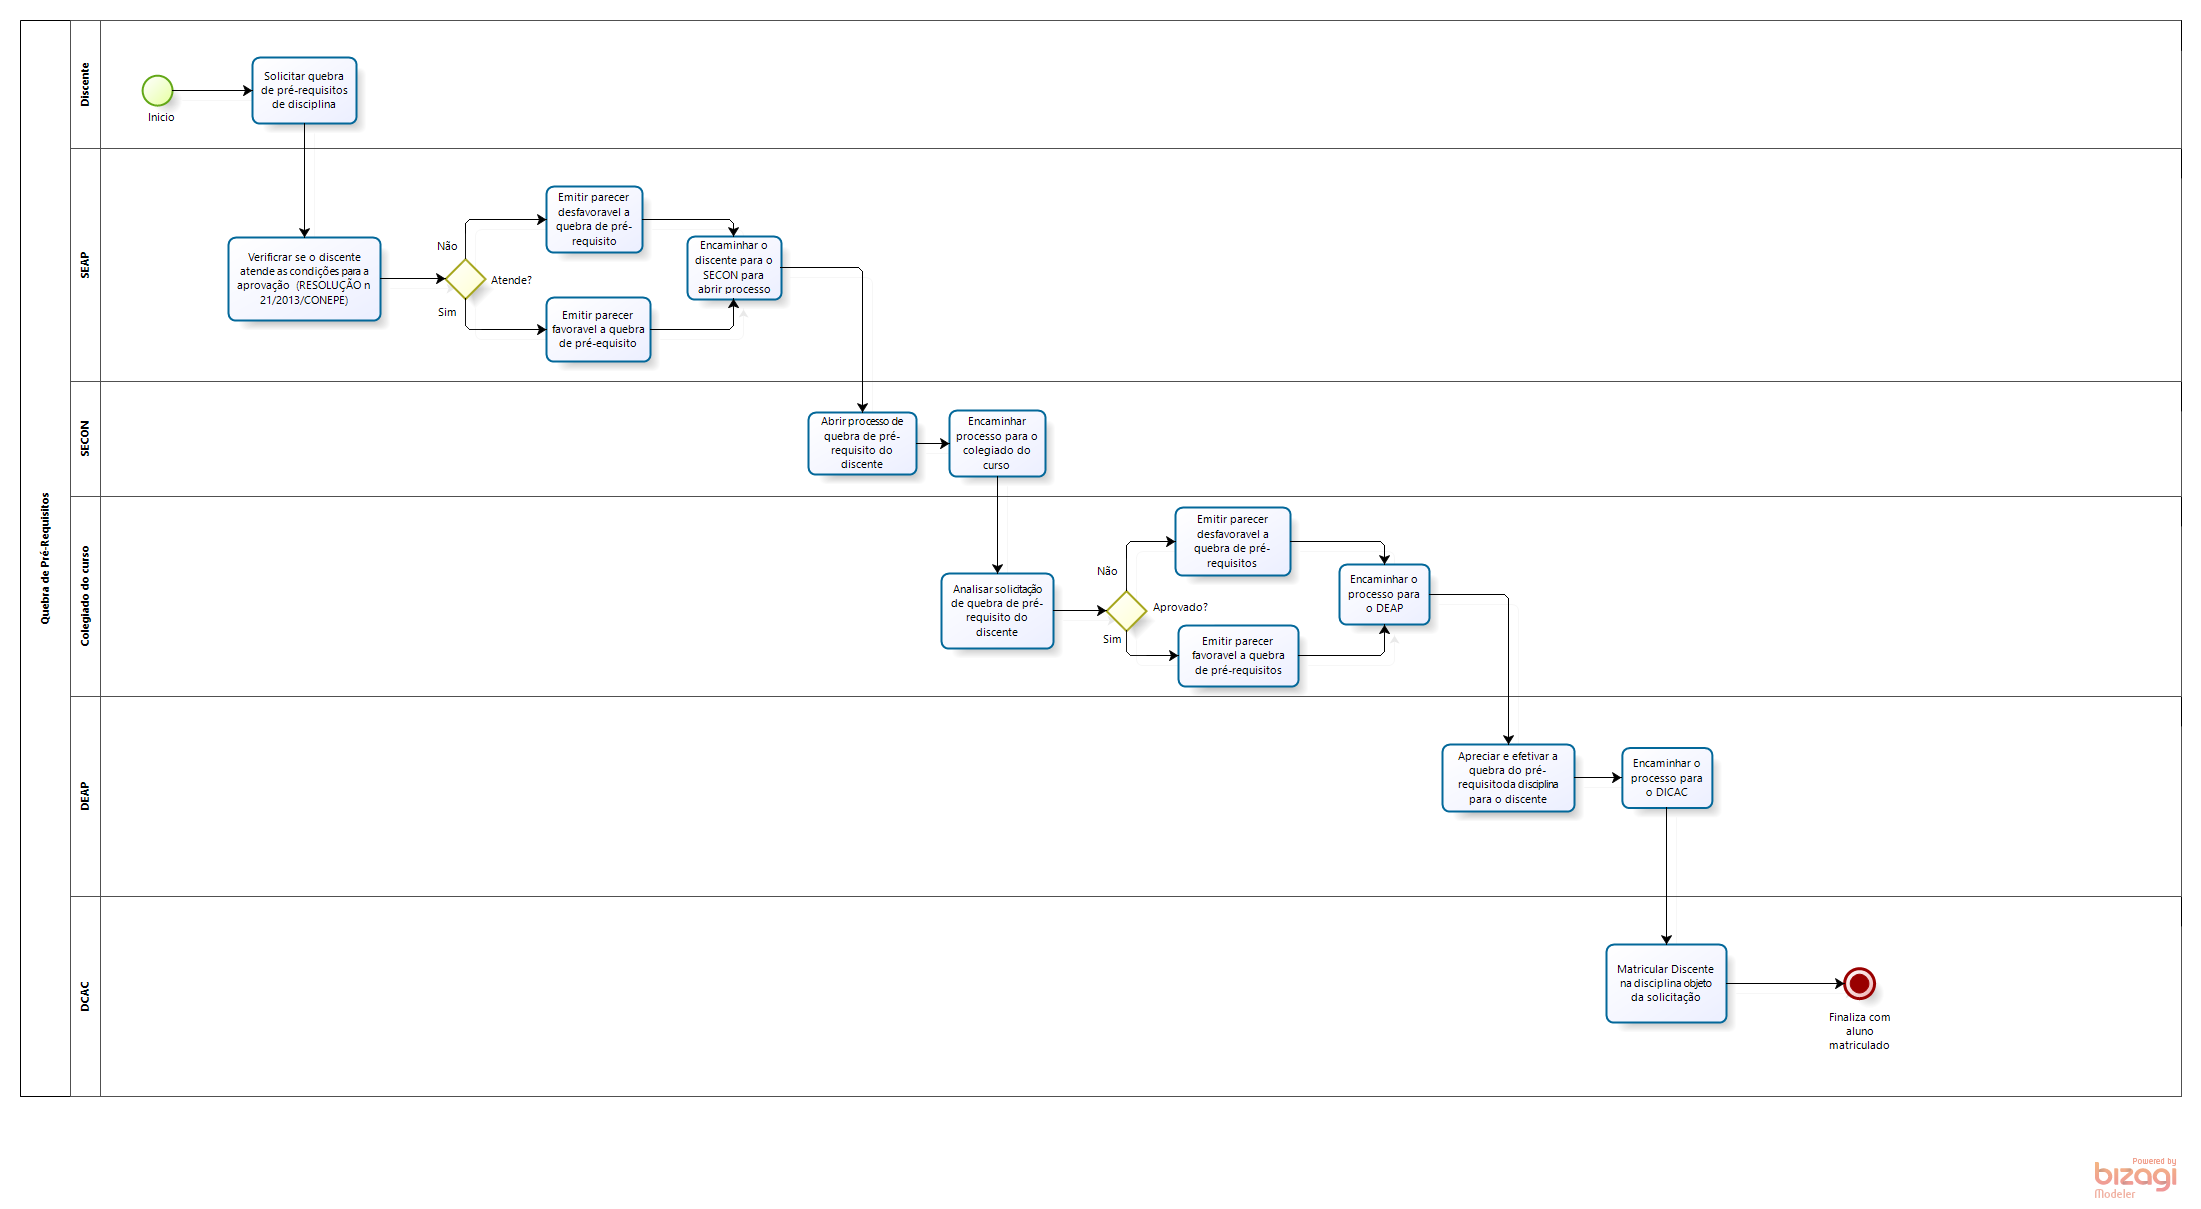 Quebra de Pré-Requisitos
Discente
Inicio
Solicitar quebra
de pré-requisitos
de disciplina
SEAP
Verificrar se o discente
atende as condições para a
aprovação (RESOLUÇÃO n
21/2013/CONEPE)
Não
Atende?
Sim
Emitir parecer
desfavoravel a
quebra de pré-
requisito
Emitir parecer
favoravel a quebra
de pré-equisito
Encaminhar o
discente para o
SECON para
abrir processo
SECON
Abrir processo de
quebra de pré-
requisito do
discente
Encaminhar
processo para o
colegiado do
curso
Colegiado do curso
Analisar solicitação
de quebra de pré-
requisito do
discente
Não
Aprovado?
Sim
Emitir parecer
desfavoravel a
quebra de pré-
requisitos
Emitir parecer
favoravel a quebra
de pré-requisitos
Encaminhar o
processo para
o DEAP
DEAP
Apreciar e efetivar a
quebra do pré-
requisitoda disciplina
para o discente
Encaminhar o
processo para
o DICAC
DCAC
Matricular Discente
na disciplina objeto
da solicitação
Finaliza com
aluno
matriculado
Powered by
bizagi
Modeler